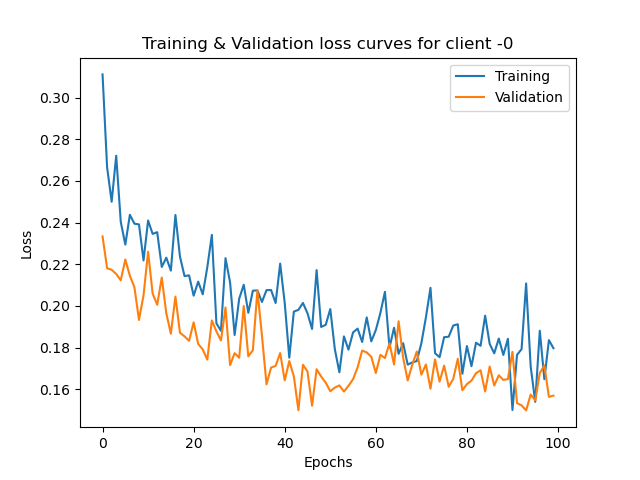 Training & Validation loss curves for client -0
Training
Validation
0.30
0.28
0.26
0.24
0.22
0.20
0.18
0.16
Loss
0
20
40
60
80
100
Epochs